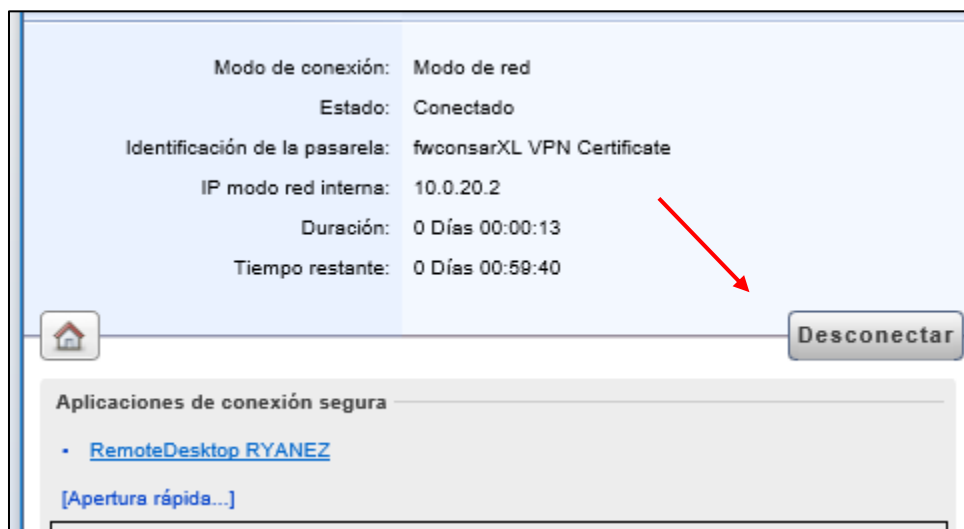 Modo de conexión: Modo de red
Estado: Conectado
Identificación de la pasarela: fwconsarXL VPN Certificate
IP modo red interna: 10.0.20.2
Duración: 0 Días 00:00:13
Tiempo restante: 0 Días 00:59:40
Desconectar
Aplicaciones de conexión segura
• RemoteDesktop RYANEZ
[Apertura rápida...]